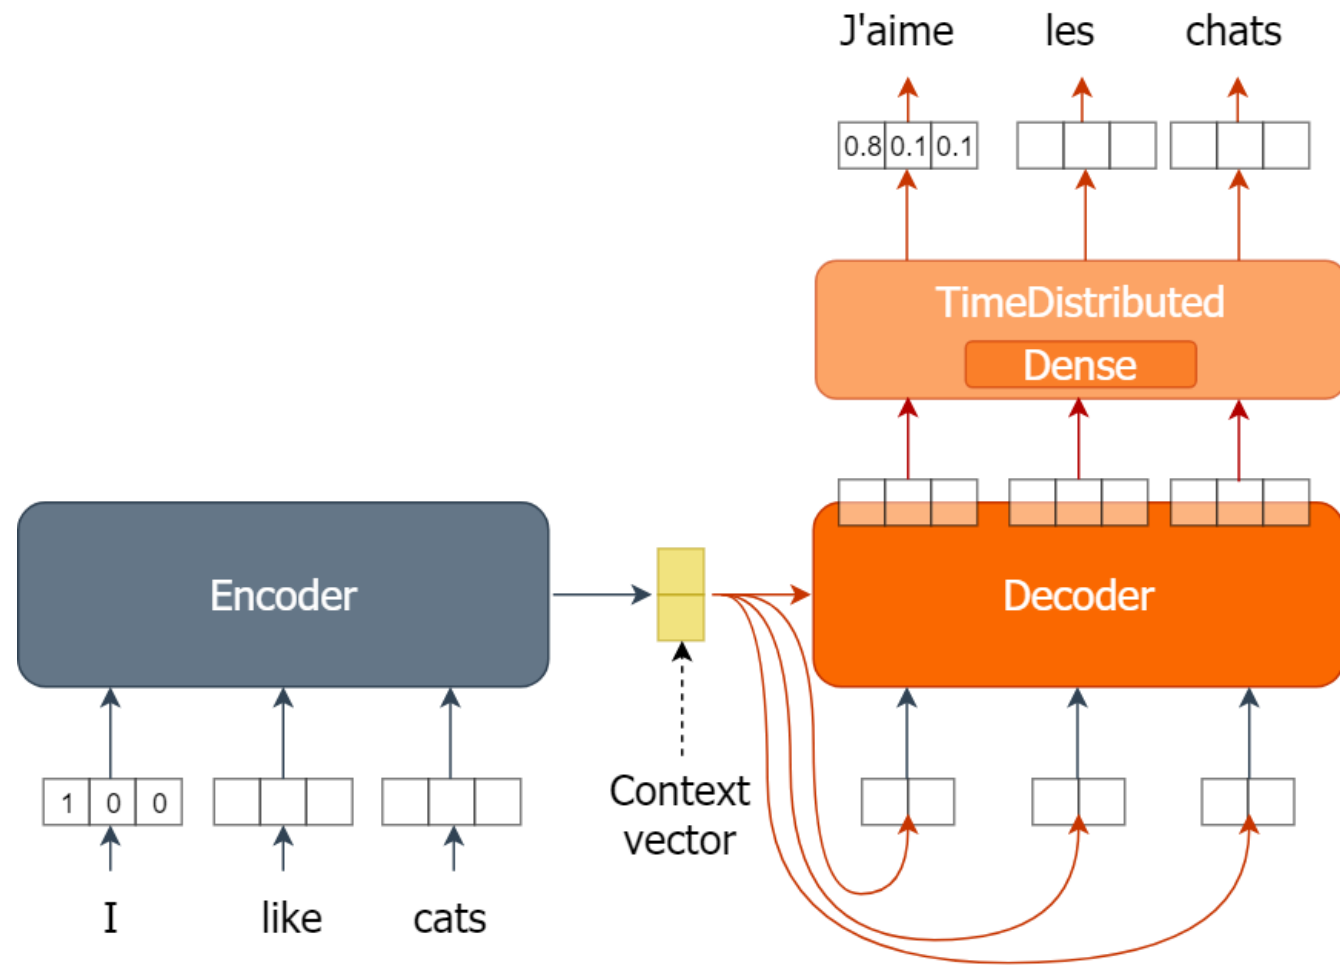 J'aime les chats
0.8 0.1 0.1
TimeDistributed
Dense
Encoder
Decoder
1 0 0
Context
vector
I like cats